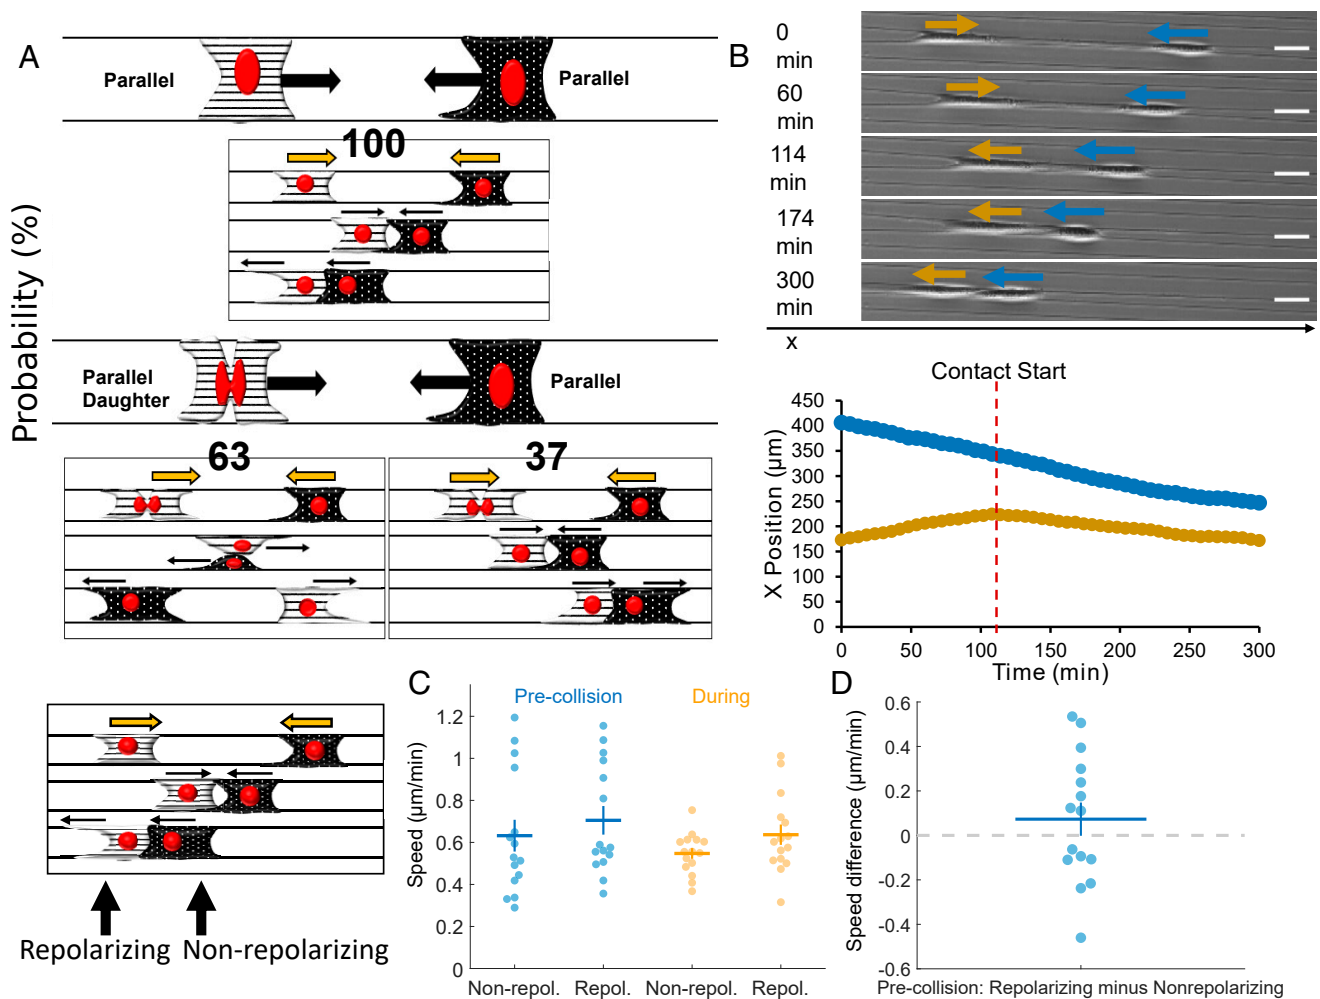 A
Probability (%)
Parallel
Parallel
100
Parallel
Daughter
Parallel
63
37
Repolarizing
Non-repolarizing
B
0
min
60
min
114
min
174
min
300
min
x
Contact Start
X Position (µm)
450
400
350
300
250
200
150
100
50
0
0 50 100 150 200 250 300
Time (min)
C
Pre-collision
During
Speed (µm/min)
1.2
1
0.8
0.6
0.4
0.2
0
Non-repol. Repol. Non-repol. Repol.
D
Speed difference (µm/min)
0.6
0.4
0.2
0
-0.2
-0.4
-0.6
Pre-collision: Repolarizing minus Nonrepolarizing